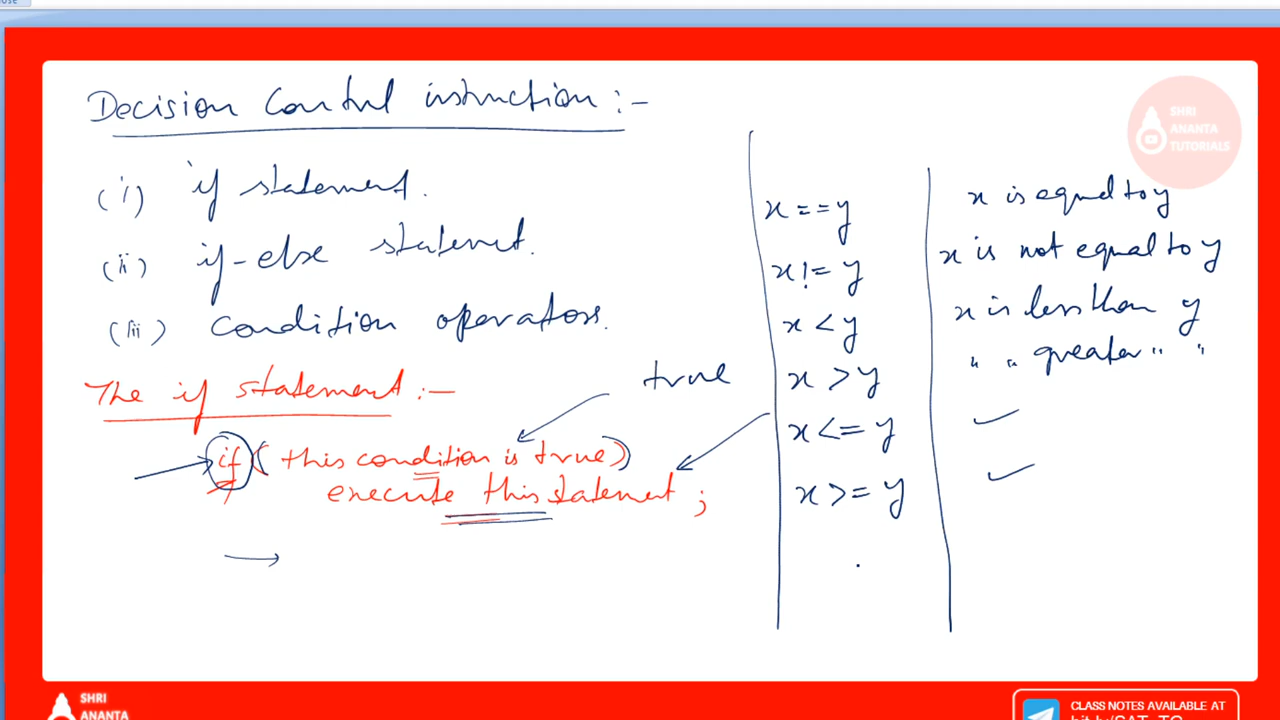 Decision Control instruction :-
(i) if statement.
(ii) if-else statemet.
(iii) condition operators.
The if statement :-
true
if ( this condition is true)
execute this statement ;
x == y
x != y
x < y
x > y
x <= y
x >= y
x is equal to y
x is not equal to y
x is less than y
" " greater " "
SHRI
ANANTA
TUTORIALS
SHRI
ANANTA
CLASS NOTES AVAILABLE AT